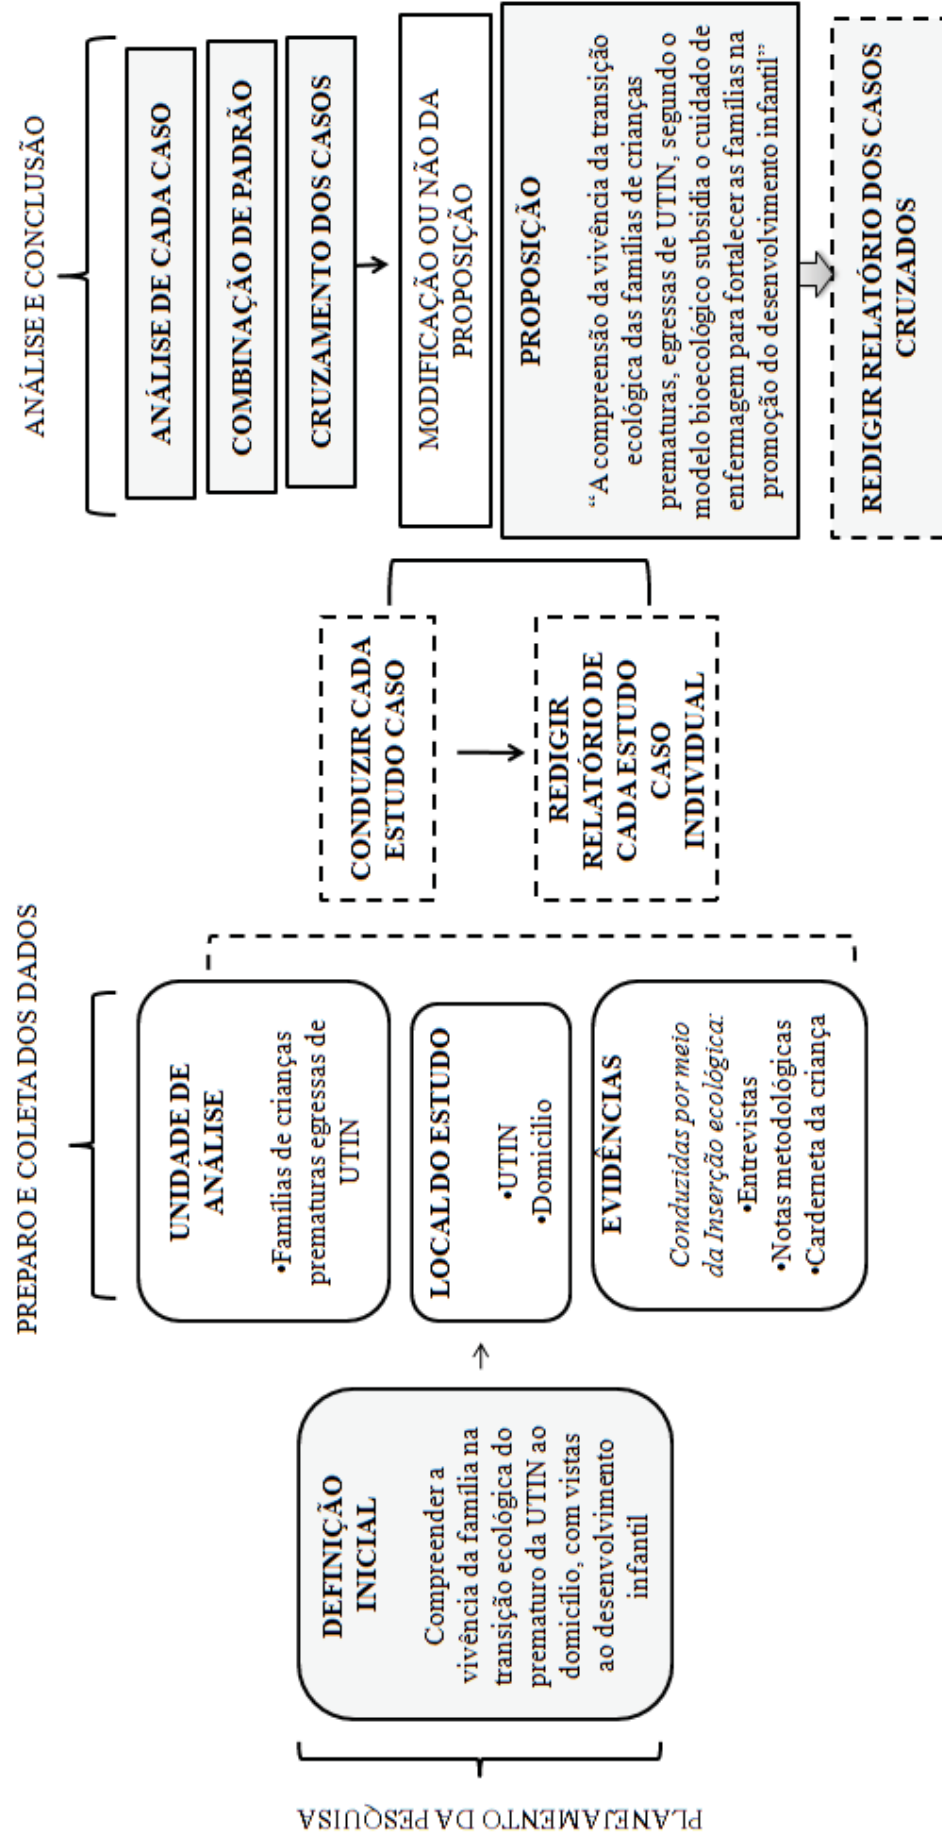 PLANEJAMENTO DA PESQUISA
DEFINIÇÃO
INICIAL
Compreender a
vivência da família na
transição ecológica do
prematuro da UTIN ao
domicílio, com vistas
ao desenvolvimento
infantil
PREPARO E COLETA DOS DADOS
UNIDADE DE
ANÁLISE
•Famílias de crianças
prematuras egressas de
UTIN
LOCAL DO ESTUDO
•UTIN
•Domicilio
EVIDÊNCIAS
Conduzidas por meio
da Inserção ecológica:
•Entrevistas
•Notas metodológicas
•Carderneta da criança
CONDUZIR CADA
ESTUDO CASO
REDIGIR
RELATÓRIO DE
CADA ESTUDO
CASO
INDIVIDUAL
ANÁLISE E CONCLUSÃO
ANÁLISE DE CADA CASO
COMBINAÇÃO DE PADRÃO
CRUZAMENTO DOS CASOS
MODIFICAÇÃO OU NÃO DA
PROPOSIÇÃO
PROPOSIÇÃO
“A compreensão da vivência da transição
ecológica das famílias de crianças
prematuras, egressas de UTIN, segundo o
modelo bioecológico subsidia o cuidado de
enfermagem para fortalecer as famílias na
promoção do desenvolvimento infantil”
REDIGIR RELATÓRIO DOS CASOS
CRUZADOS